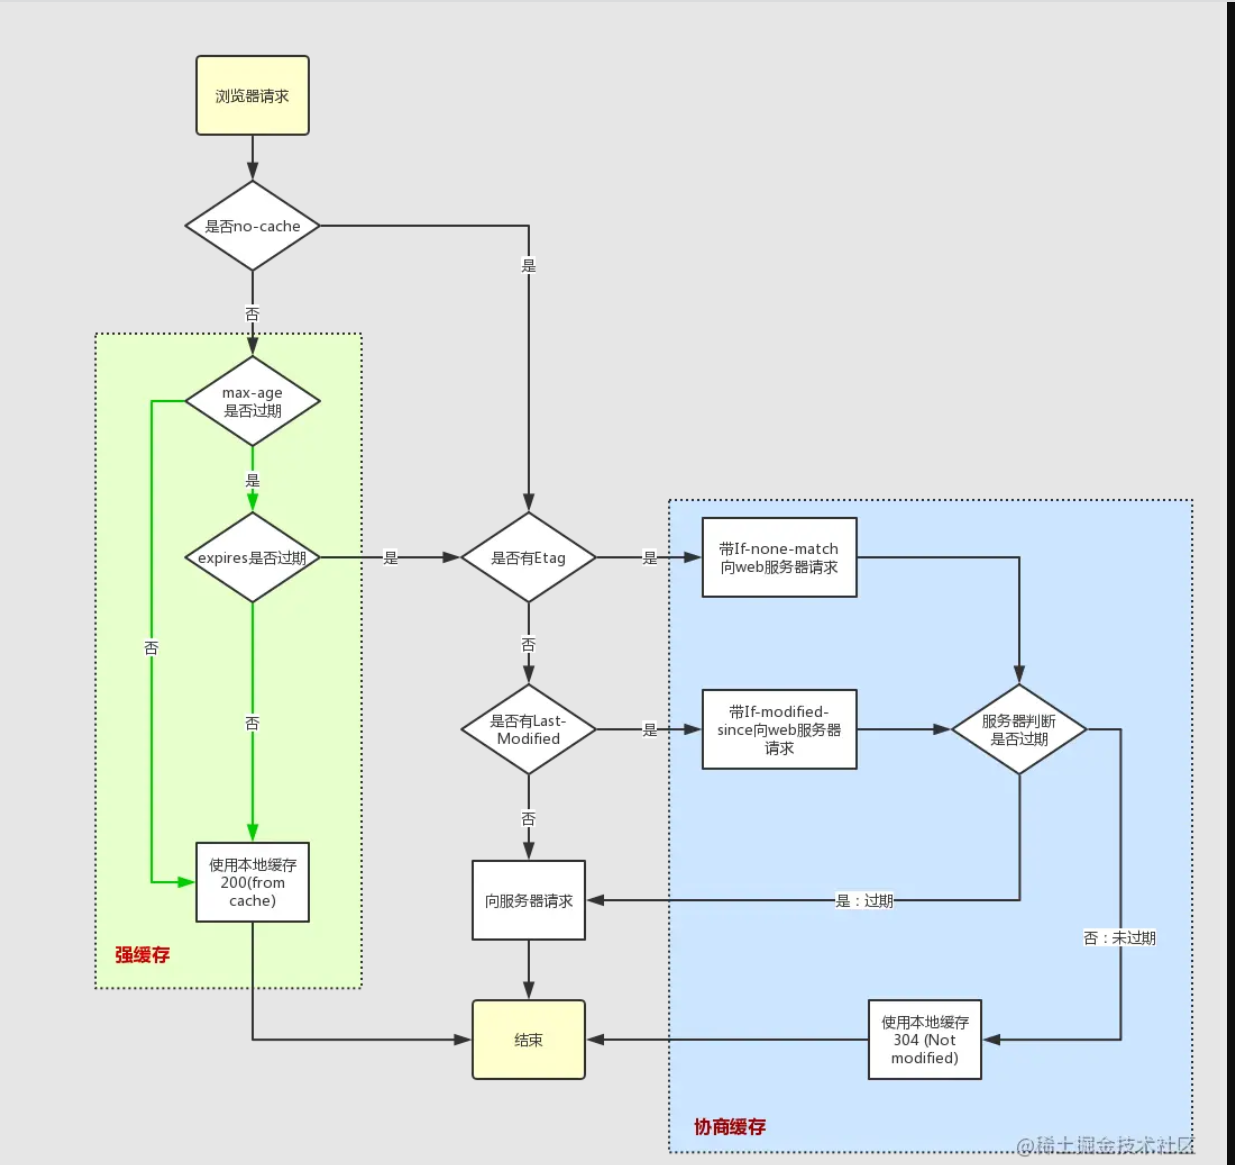 浏览器请求
是否no-cache
是
否
max-age
是否过期
是
expires是否过期
是
是否有Etag
是
带If-none-match
向web服务器请求
否
否
否
是否有Last-
Modified
是
带If-modified-
since向web服务器
请求
服务器判断
是否过期
否
使用本地缓存
200(from
cache)
向服务器请求
是：过期
否：未过期
强缓存
结束
使用本地缓存
304 (Not
modified)
协商缓存
@稀土掘金技术社区